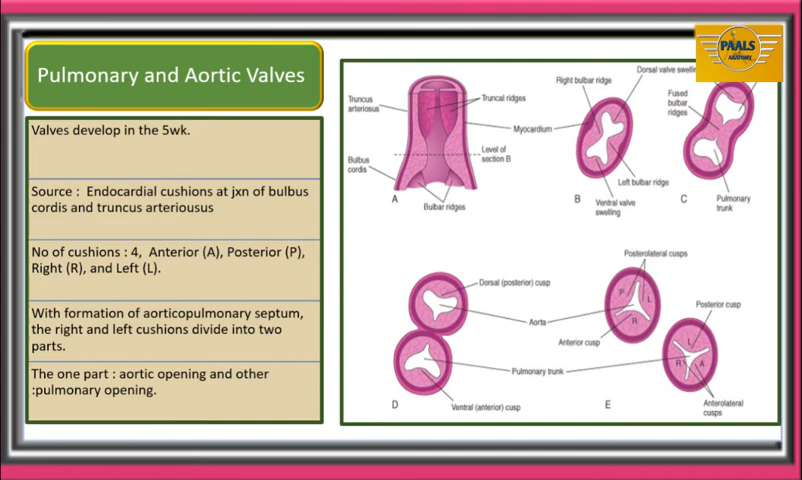 PAALS
ANATOMY
Pulmonary and Aortic Valves
Valves develop in the 5wk.
Source : Endocardial cushions at jxn of bulbus
cordis and truncus arteriousus
No of cushions : 4, Anterior (A), Posterior (P),
Right (R), and Left (L).
With formation of aorticopulmonary septum,
the right and left cushions divide into two
parts.
The one part : aortic opening and other
:pulmonary opening.
Truncus
arteriosus
Truncal ridges
Myocardium
Bulbus
cordis
Level of
section B
Bulbar ridges
A
Right bulbar ridge
Dorsal valve
Left bulbar ridge
Ventral valve
swelling
B
Fused
bulbar
ridges
Pulmonary
trunk
C
Dorsal (posterior) cusp
Aorta
Pulmonary trunk
Ventral (anterior) cusp
D
Posterolateral cusps
P
L
R
Anterior cusp
Posterior cusp
L
R
A
Anterolateral
cusps
E